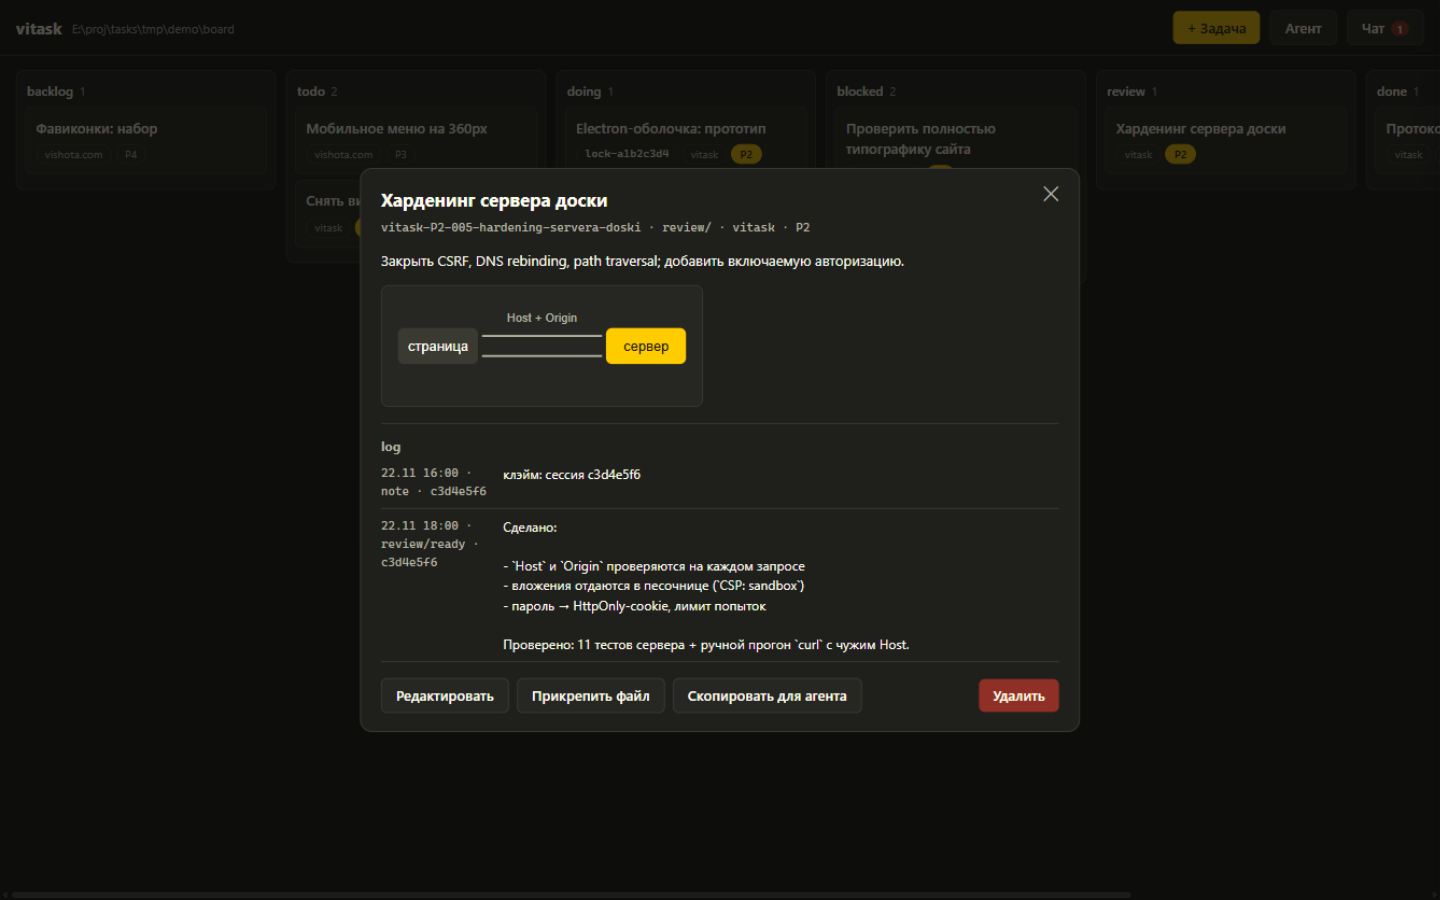 vitask E:\proj\tasks\tmp\demo\board
+ Задача
Агент
Чат 1
backlog 1
todo 2
doing 1
blocked 2
review 1
done 1
Фавиконки: набор
vishota.com P4
Мобильное меню на 360px
vishota.com P3
Снять ви
vitask
Electron-оболочка: прототип
lock-a1b2c3d4 vitask P2
Проверить полностью
типографику сайта
Харденинг сервера доски
vitask P2
Протоко
vitask
Харденинг сервера доски
vitask-P2-005-hardening-servera-doski · review/ · vitask · P2
Закрыть CSRF, DNS rebinding, path traversal; добавить включаемую авторизацию.
Host + Origin
страница
сервер
log
22.11 16:00 ·
note · c3d4e5f6
клэйм: сессия c3d4e5f6
22.11 18:00 ·
review/ready ·
c3d4e5f6
Сделано:
- `Host` и `Origin` проверяются на каждом запросе
- вложения отдаются в песочнице (`CSP: sandbox`)
- пароль → HttpOnly-cookie, лимит попыток
Проверено: 11 тестов сервера + ручной прогон `curl` с чужим Host.
Редактировать
Прикрепить файл
Скопировать для агента
Удалить